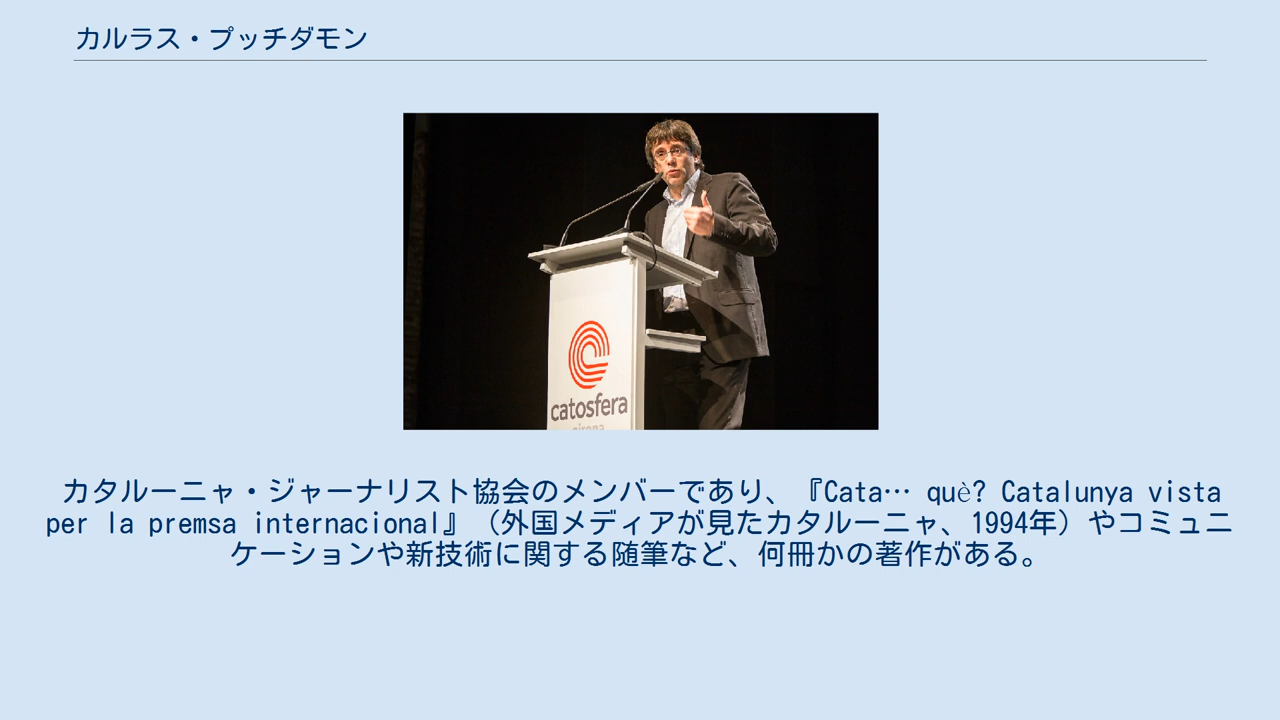 カルラス・プッチダモン
catosfera
girona
カタルーニャ・ジャーナリスト協会のメンバーであり、『Cata… què? Catalunya vista
per la premsa internacional』（外国メディアが見たカタルーニャ、1994年）やコミュニ
ケーションや新技術に関する随筆など、何冊かの著作がある。